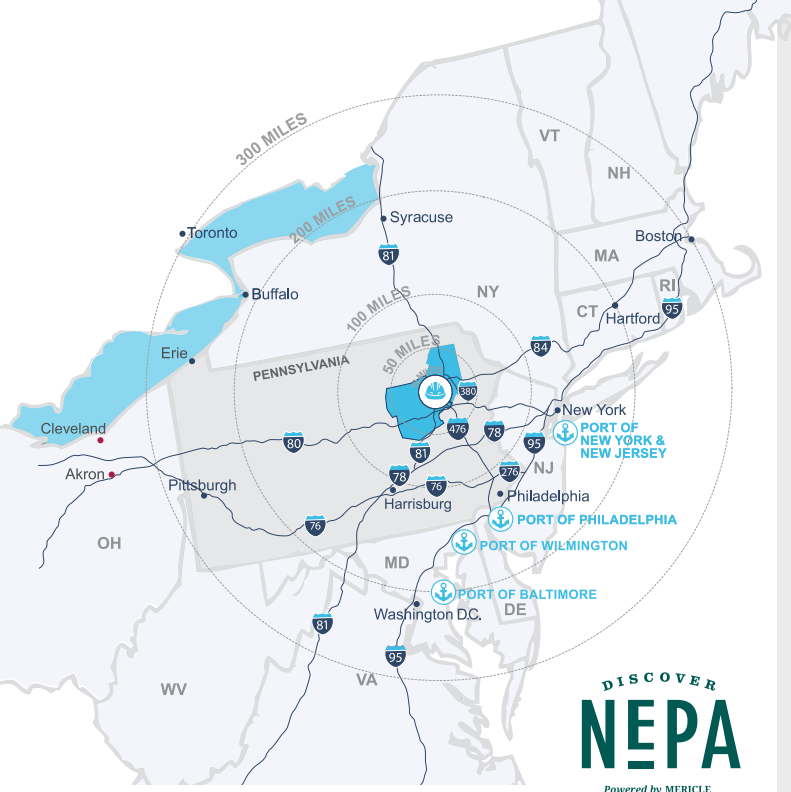 300 MILES
VT
NH
200 MILES
Toronto
Syracuse
Boston
81
MA
Buffalo
NY
RI
100 MILES
CT
Hartford
95
50 MILES
84
Erie
PENNSYLVANIA
380
New York
Cleveland
476
78
PORT OF
NEW YORK &
NEW JERSEY
80
95
81
Akron
78
276
NJ
Pittsburgh
76
Harrisburg
Philadelphia
76
PORT OF PHILADELPHIA
OH
PORT OF WILMINGTON
MD
PORT OF BALTIMORE
Washington D.C.
DE
81
95
WV
VA
DISCOVER
NEPA
Powered by MERICLE